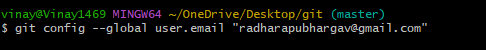 vinay@Vinay1469 MINGW64 ~/OneDrive/Desktop/git (master)
$ git config --global user.email "radharapubhargav@gmail.com"